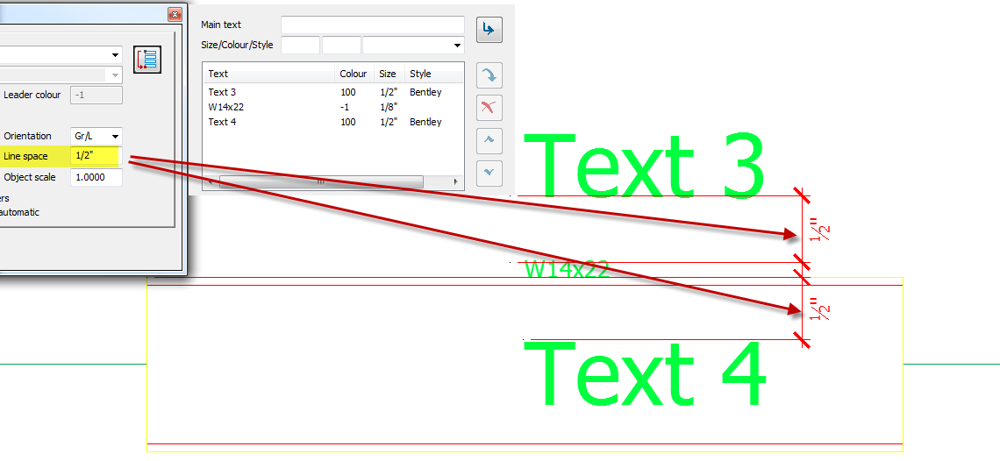 Main text
Size/Colour/Style
Text Colour Size Style
Text 3 100 1/2" Bentley
W14x22 -1 1/8"
Text 4 100 1/2" Bentley
Leader colour -1
Orientation Gr/L
Line space 1/2"
Object scale 1.0000
ers
automatic
Text 3
1/2"
W14x22
1/2"
Text 4